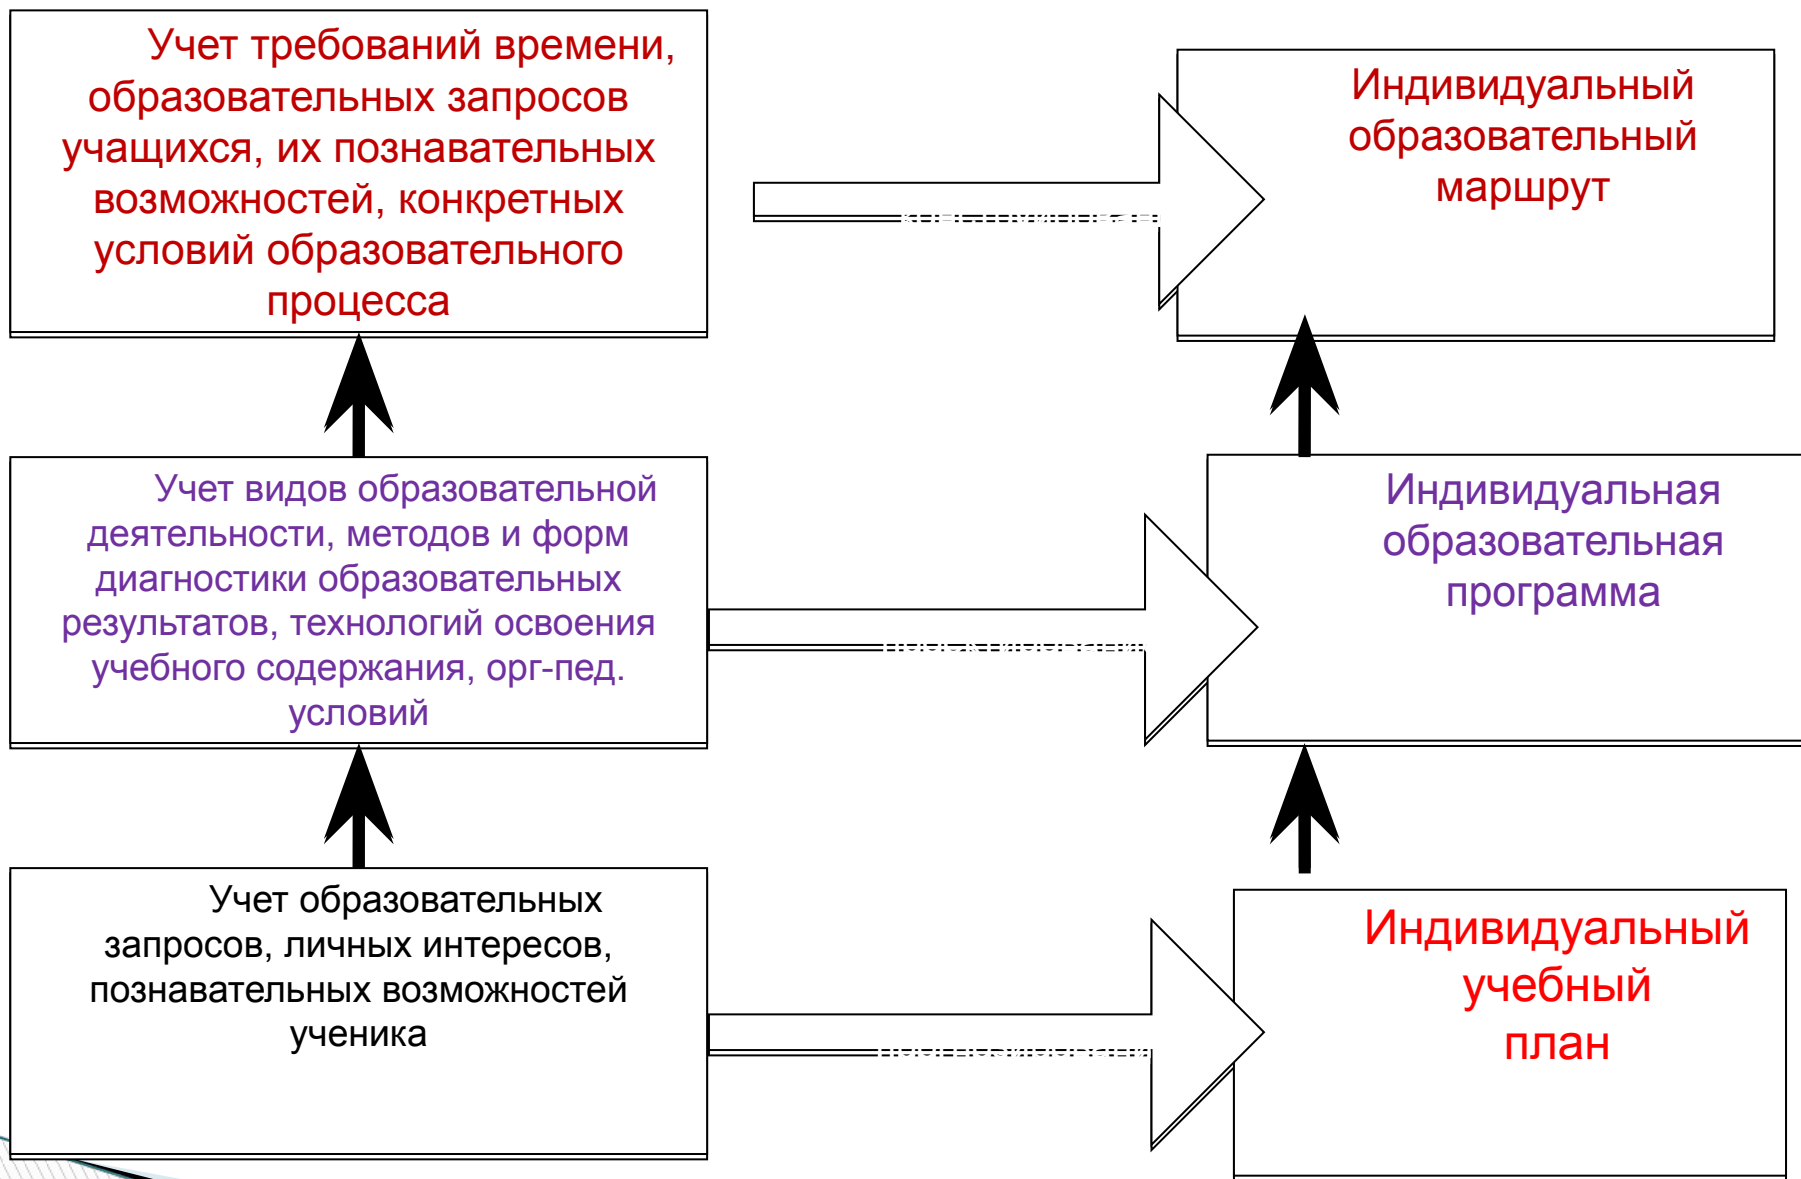 Учет требований времени,
образовательных запросов
учащихся, их познавательных
возможностей, конкретных
условий образовательного
процесса
Индивидуальный
образовательный
маршрут
Учет видов образовательной
деятельности, методов и форм
диагностики образовательных
результатов, технологий освоения
учебного содержания, орг-пед.
условий
Индивидуальная
образовательная
программа
Учет образовательных
запросов, личных интересов,
познавательных возможностей
ученика
Индивидуальный
учебный
план